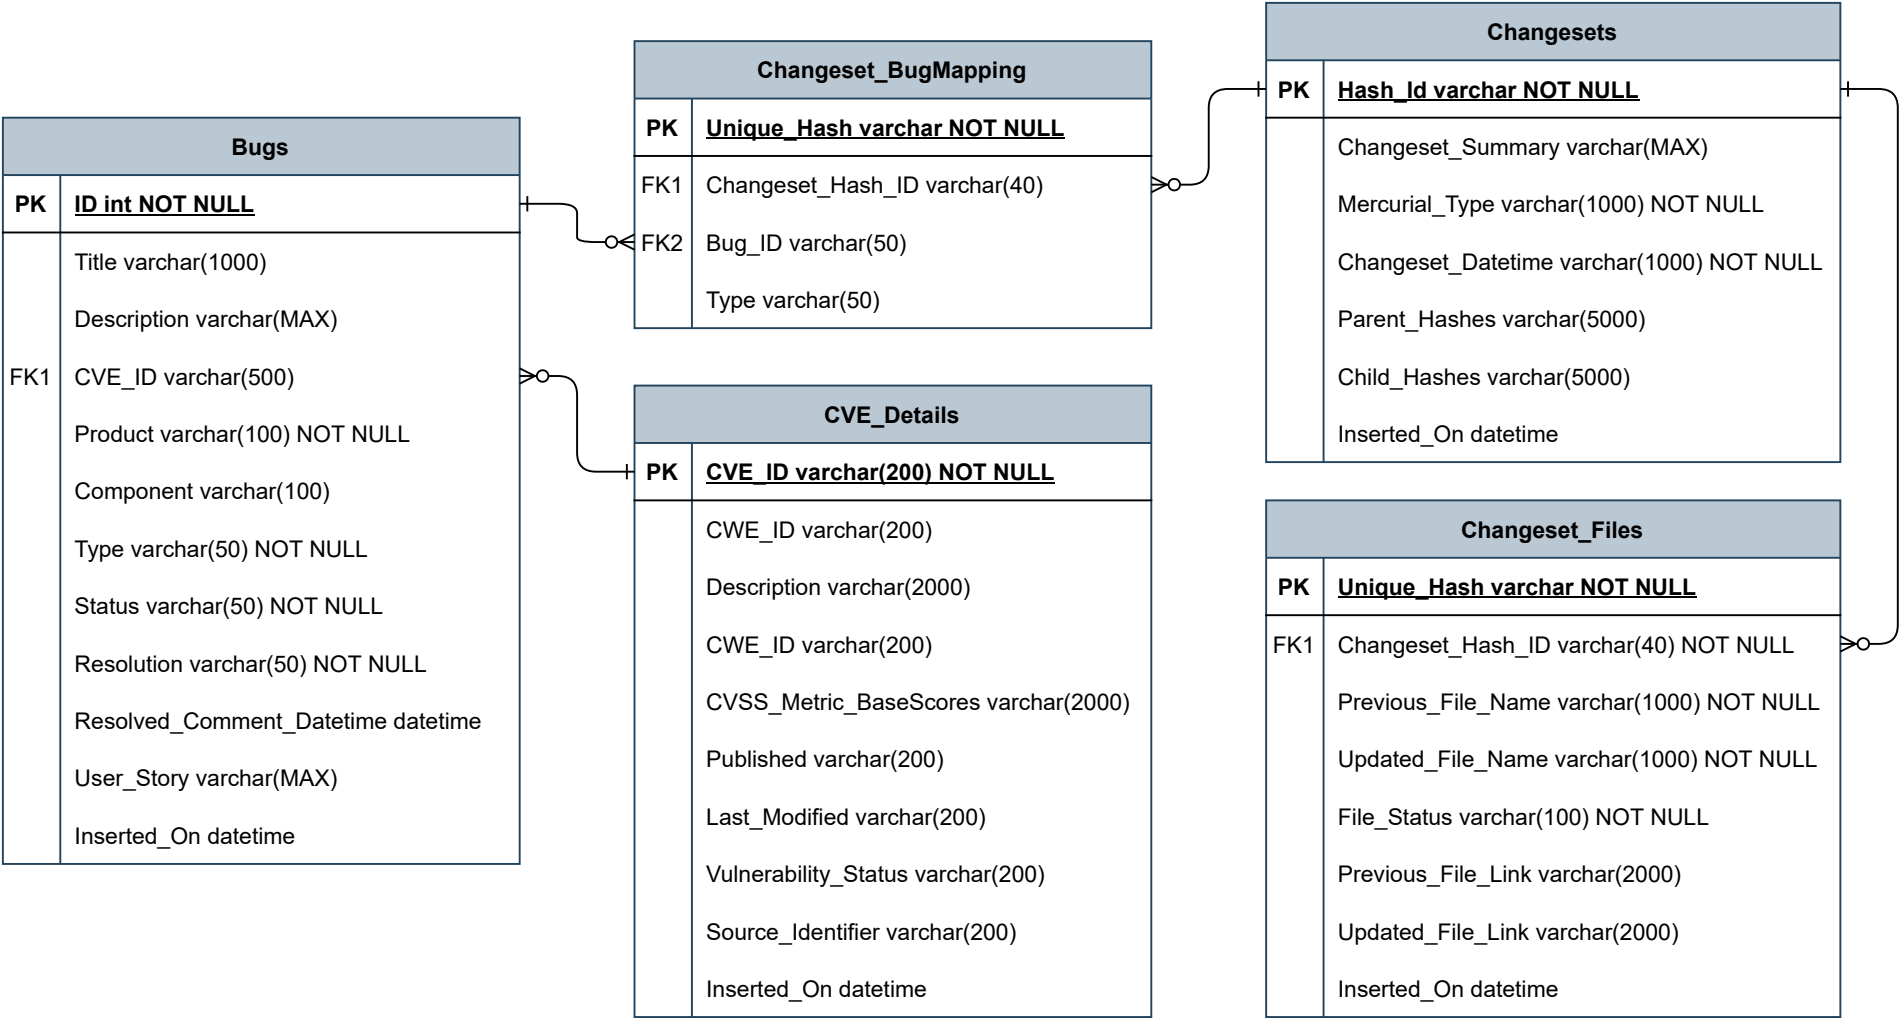 Bugs
PK ID int NOT NULL
Title varchar(1000)
Description varchar(MAX)
FK1 CVE_ID varchar(500)
Product varchar(100) NOT NULL
Component varchar(100)
Type varchar(50) NOT NULL
Status varchar(50) NOT NULL
Resolution varchar(50) NOT NULL
Resolved_Comment_Datetime datetime
User_Story varchar(MAX)
Inserted_On datetime
Changeset_BugMapping
PK Unique_Hash varchar NOT NULL
FK1 Changeset_Hash_ID varchar(40)
FK2 Bug_ID varchar(50)
Type varchar(50)
CVE_Details
PK CVE_ID varchar(200) NOT NULL
CWE_ID varchar(200)
Description varchar(2000)
CWE_ID varchar(200)
CVSS_Metric_BaseScores varchar(2000)
Published varchar(200)
Last_Modified varchar(200)
Vulnerability_Status varchar(200)
Source_Identifier varchar(200)
Inserted_On datetime
Changesets
PK Hash_Id varchar NOT NULL
Changeset_Summary varchar(MAX)
Mercurial_Type varchar(1000) NOT NULL
Changeset_Datetime varchar(1000) NOT NULL
Parent_Hashes varchar(5000)
Child_Hashes varchar(5000)
Inserted_On datetime
Changeset_Files
PK Unique_Hash varchar NOT NULL
FK1 Changeset_Hash_ID varchar(40) NOT NULL
Previous_File_Name varchar(1000) NOT NULL
Updated_File_Name varchar(1000) NOT NULL
File_Status varchar(100) NOT NULL
Previous_File_Link varchar(2000)
Updated_File_Link varchar(2000)
Inserted_On datetime